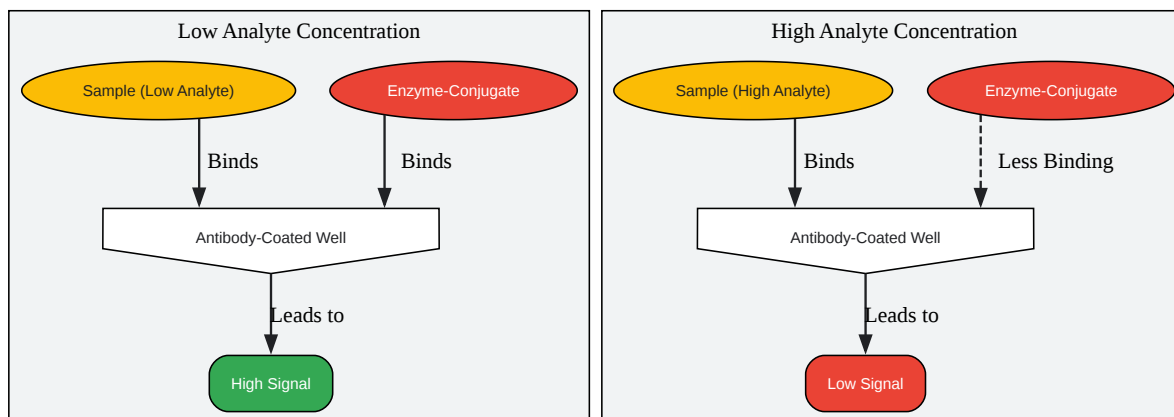 Low Analyte Concentration
Sample (Low Analyte)
Enzyme-Conjugate
Binds
Binds
Antibody-Coated Well
Leads to
High Signal
High Analyte Concentration
Sample (High Analyte)
Enzyme-Conjugate
Binds
Less Binding
Antibody-Coated Well
Leads to
Low Signal